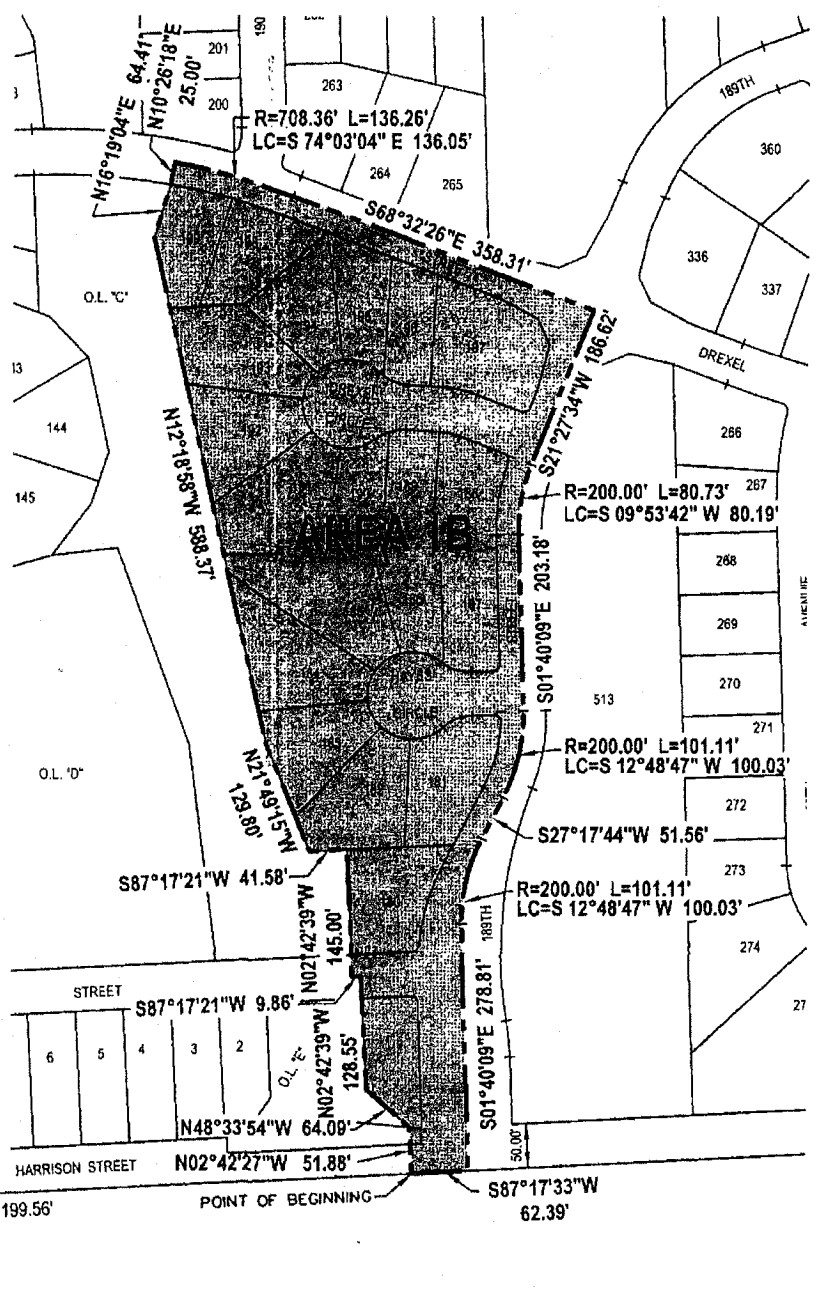 201
190
200
263
264
265
189TH
360
336
337
DREXEL
266
267
268
269
270
271
272
273
274
27
513
N16°19'04"E 64.41'
N10°26'18"E
25.00'
R=708.36' L=136.26'
LC=S 74°03'04" E 136.05'
S68°32'26"E 358.31'
S21°27'34"W 186.62'
R=200.00' L=80.73'
LC=S 09°53'42" W 80.19'
S01°40'09"E 203.18'
R=200.00' L=101.11'
LC=S 12°48'47" W 100.03'
S27°17'44"W 51.56'
R=200.00' L=101.11'
LC=S 12°48'47" W 100.03'
189TH
S01°40'09"E 278.81'
50.00'
S87°17'33"W
62.39'
POINT OF BEGINNING
N02°42'27"W 51.88'
N48°33'54"W 64.09'
N02°42'39"W
128.55'
S87°17'21"W 9.86'
N02°42'39"W
145.00'
S87°17'21"W 41.58'
N21°49'15"W
129.80'
N12°18'58"W 588.37'
AREA 1B
CIRCLE
O.L. "C"
144
145
O.L. "D"
STREET
6
5
4
3
2
O.L. "E"
HARRISON STREET
199.56'